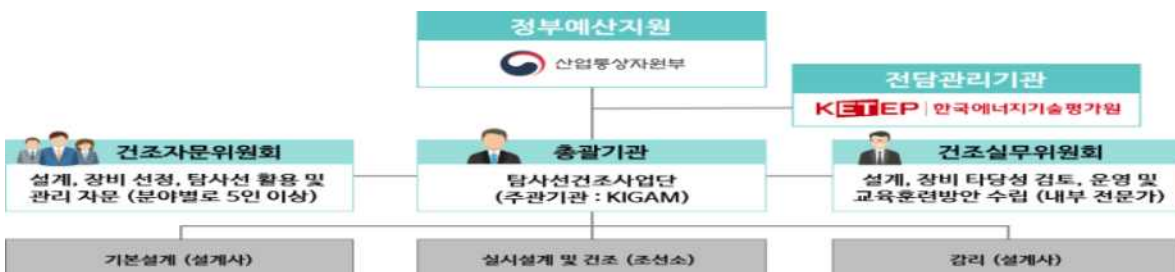 정부예산지원
산업통상자원부
전담관리기관
KETEP 한국에너지기술평가원
건조자문위원회
설계, 장비 선정, 탐사선 활용 및
관리 자문 (분야별로 5인 이상)
총괄기관
탐사선건조사업단
(주관기관 : KIGAM)
건조실무위원회
설계, 장비 타당성 검토, 운영 및
교육훈련방안 수립 (내부 전문가)
기본설계 (설계사)
실시설계 및 건조 (조선소)
감리 (설계사)